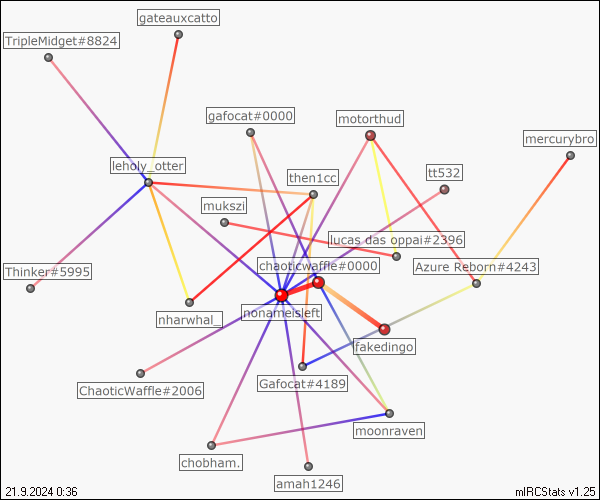 gateauxcatto
TripleMidget#8824
gafocat#0000
motorthud
mercurybro
leholy_otter
then1cc
tt532
mukszi
lucas das oppai#2396
chaoticwaffle#0000
Azure Reborn#4243
Thinker#5995
nonameisleft
nharwhal_
fakedingo
ChaoticWaffle#2006
Gafocat#4189
moonraven
chobham.
amah1246
21.9.2024 0:36
mIRCStats v1.25